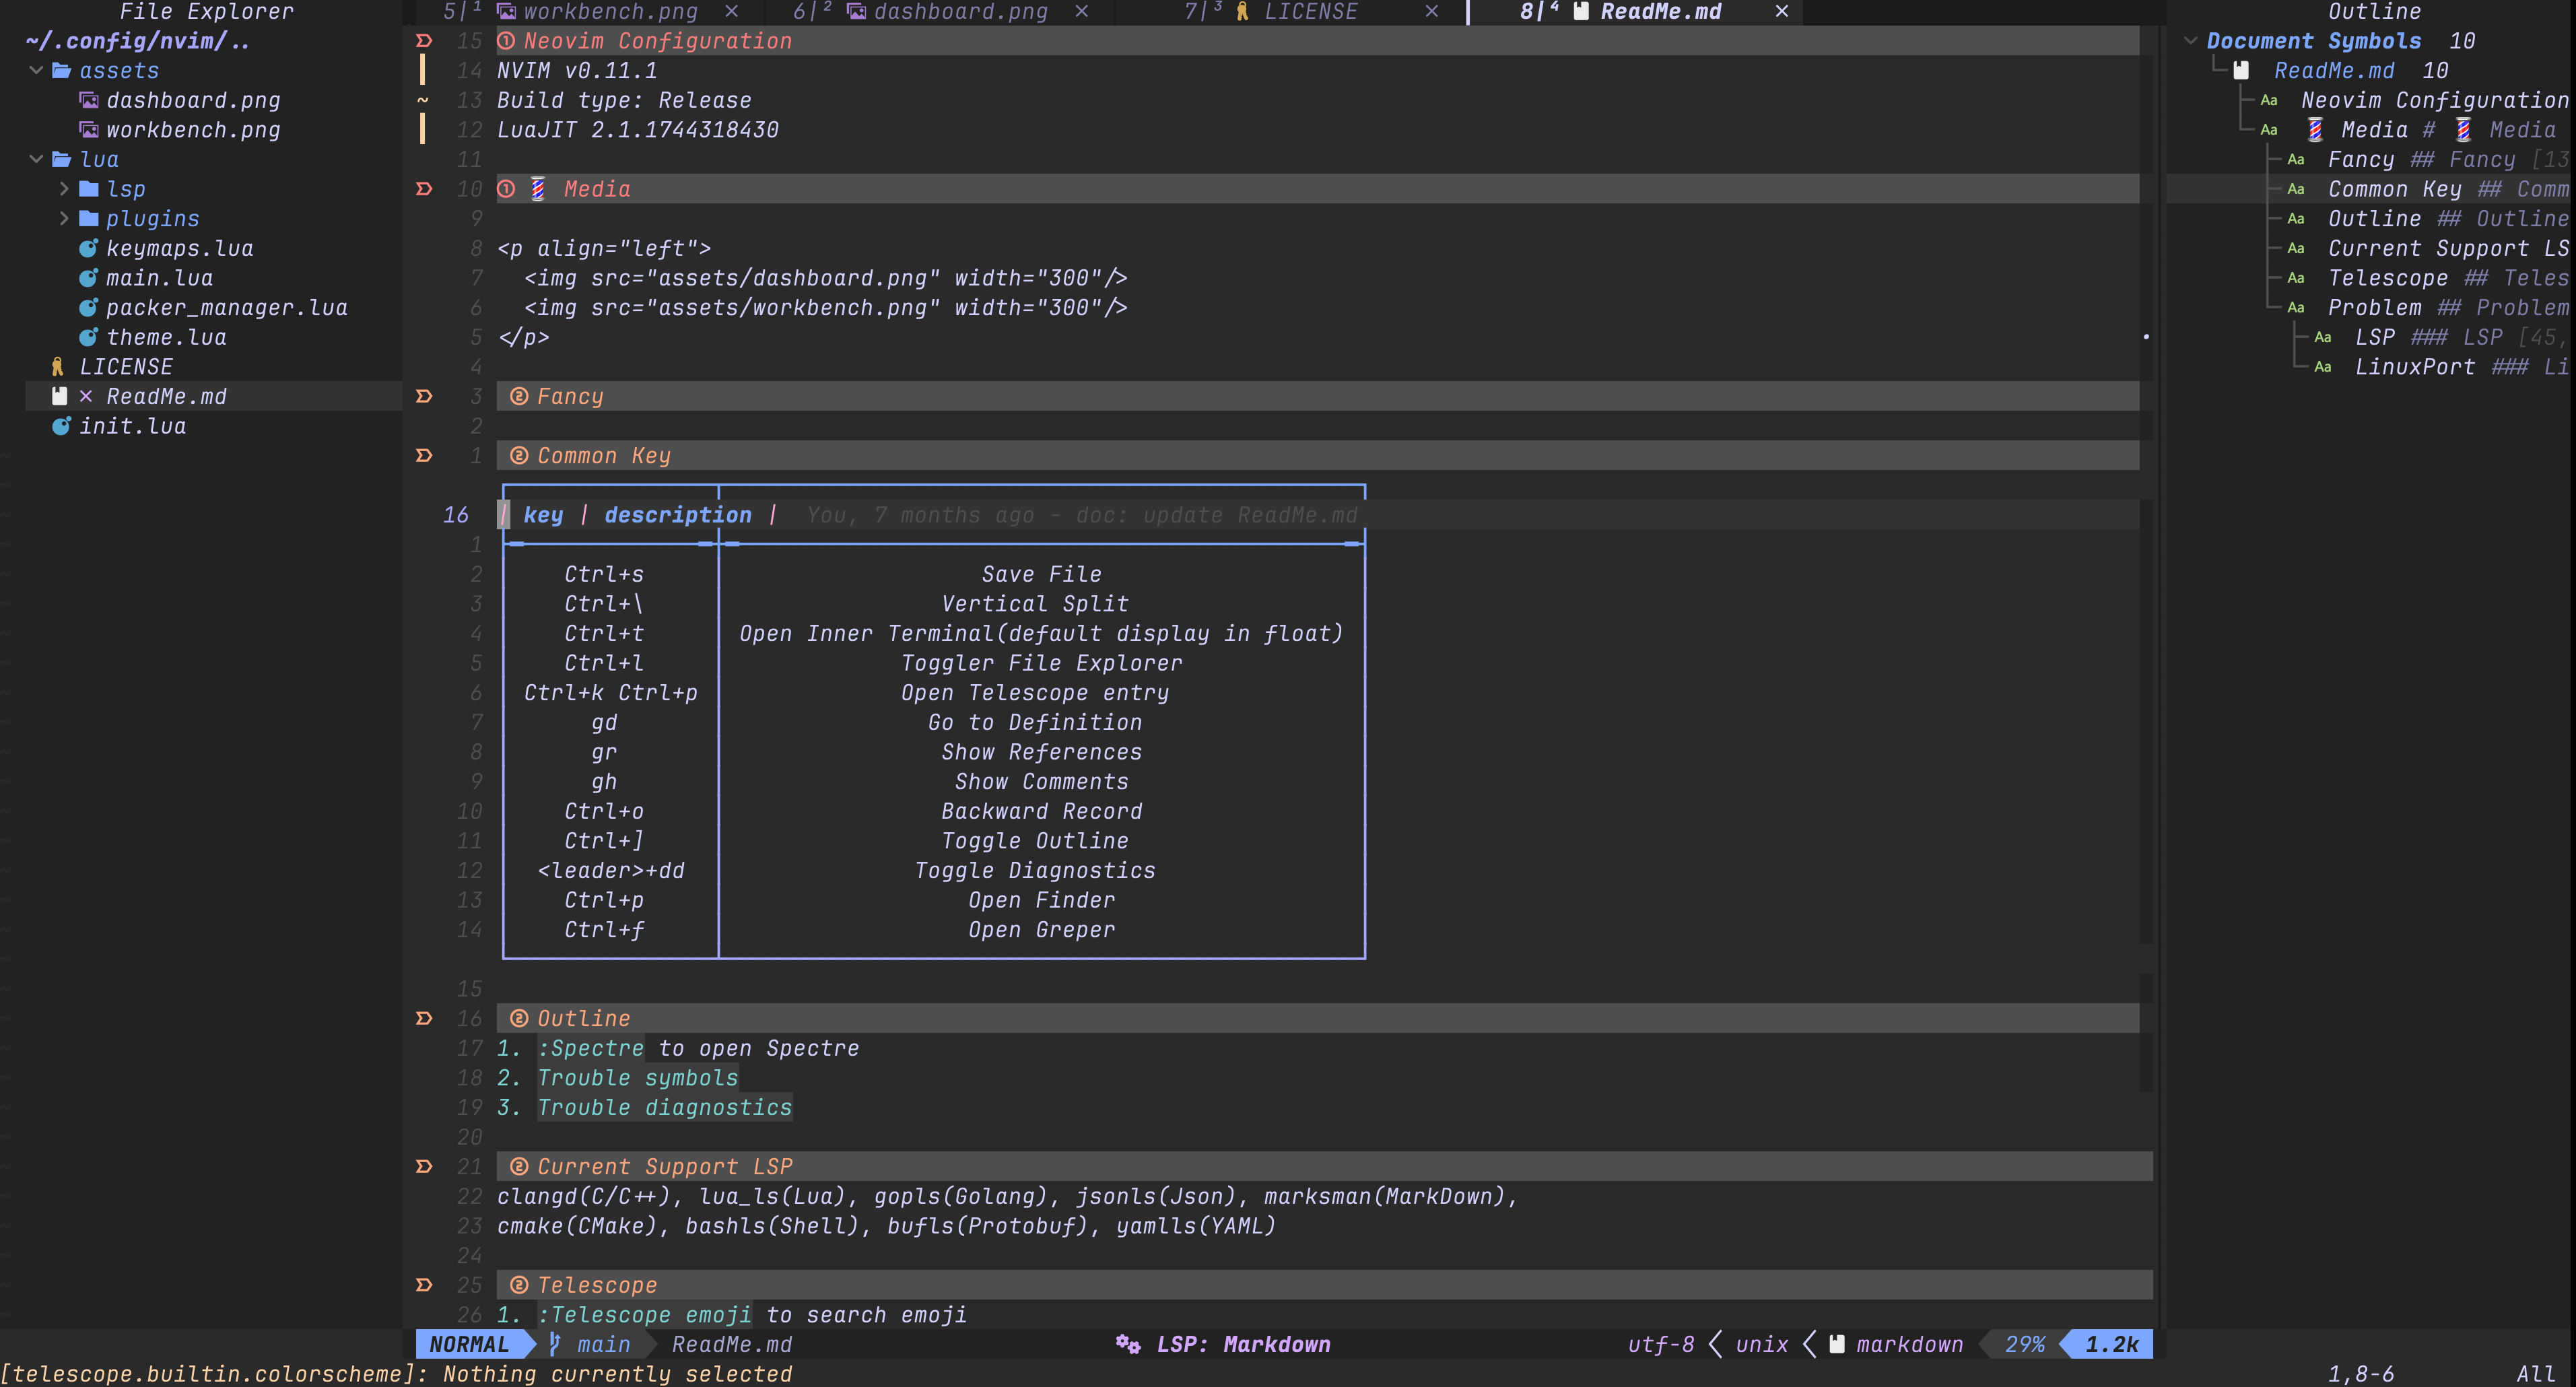 File Explorer
~/.config/nvim/..
assets
dashboard.png
workbench.png
lua
lsp
plugins
keymaps.lua
main.lua
packer_manager.lua
theme.lua
LICENSE
× ReadMe.md
init.lua
5|¹ workbench.png × 6|² dashboard.png × 7|³ LICENSE × 8|⁴ ReadMe.md ×
15 ① Neovim Configuration
14 NVIM v0.11.1
~ 13 Build type: Release
12 LuaJIT 2.1.1744318430
11
10 ① 💈 Media
9
8 <p align="left">
7 <img src="assets/dashboard.png" width="300"/>
6 <img src="assets/workbench.png" width="300"/>
5 </p>
4
3 ② Fancy
2
1 ② Common Key
16 | key | description | You, 7 months ago - doc: update ReadMe.md
1
2 Ctrl+s Save File
3 Ctrl+\ Vertical Split
4 Ctrl+t Open Inner Terminal(default display in float)
5 Ctrl+l Toggler File Explorer
6 Ctrl+k Ctrl+p Open Telescope entry
7 gd Go to Definition
8 gr Show References
9 gh Show Comments
10 Ctrl+o Backward Record
11 Ctrl+] Toggle Outline
12 <leader>+dd Toggle Diagnostics
13 Ctrl+p Open Finder
14 Ctrl+f Open Greper
15
16 ② Outline
17 1. :Spectre to open Spectre
18 2. Trouble symbols
19 3. Trouble diagnostics
20
21 ② Current Support LSP
22 clangd(C/C++), lua_ls(Lua), gopls(Golang), jsonls(Json), marksman(MarkDown),
23 cmake(CMake), bashls(Shell), bufls(Protobuf), yamlls(YAML)
24
25 ② Telescope
26 1. :Telescope emoji to search emoji
NORMAL main ReadMe.md LSP: Markdown utf-8 unix markdown 29% 1.2k
[telescope.builtin.colorscheme]: Nothing currently selected 1,8-6 All
Outline
Document Symbols 10
ReadMe.md 10
Aa Neovim Configuration
Aa 💈 Media # 💈 Media
Aa Fancy ## Fancy [13
Aa Common Key ## Comm
Aa Outline ## Outline
Aa Current Support LS
Aa Telescope ## Teles
Aa Problem ## Problem
Aa LSP ### LSP [45,
Aa LinuxPort ### Li